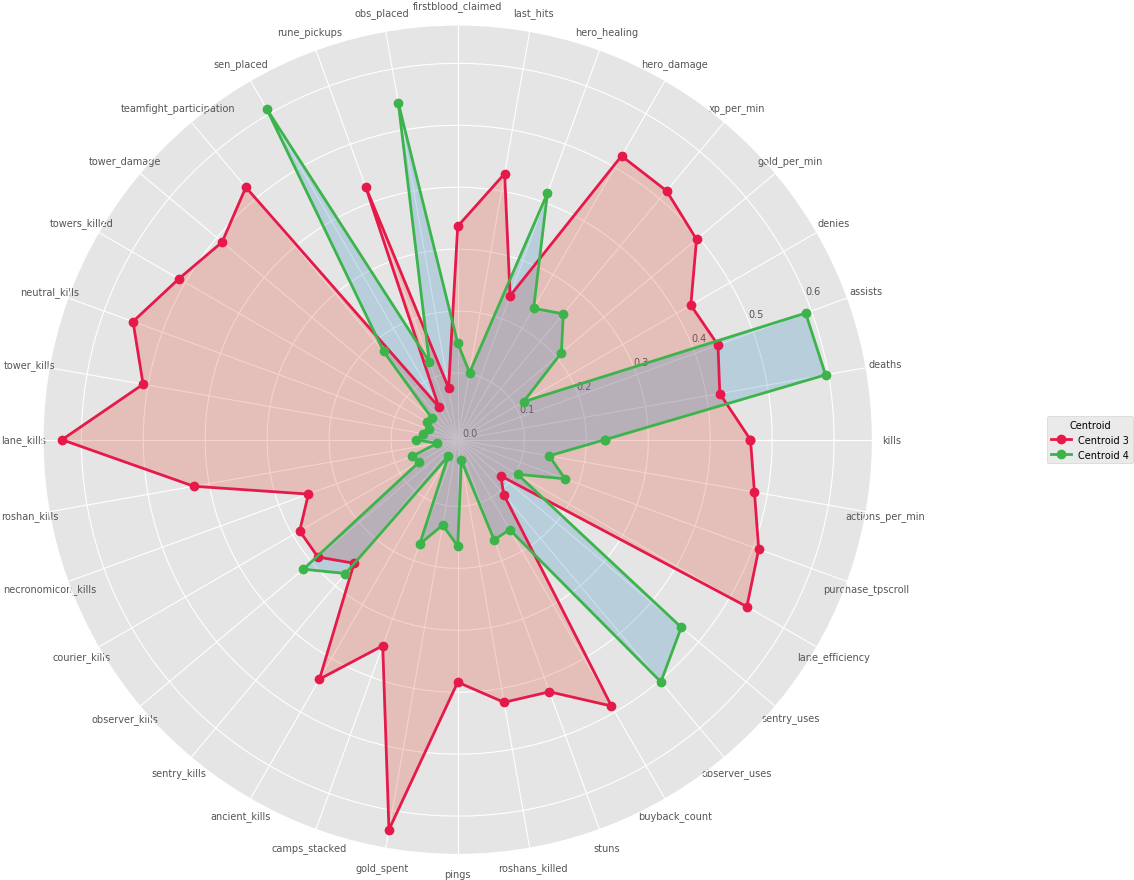 firstblood_claimed
obs_placed
last_hits
rune_pickups
hero_healing
sen_placed
hero_damage
teamfight_participation
xp_per_min
tower_damage
gold_per_min
towers_killed
denies
neutral_kills
assists
0.6
0.5
0.4
tower_kills
0.3
deaths
0.2
0.1
0.0
lane_kills
kills
Centroid
Centroid 3
Centroid 4
roshan_kills
actions_per_min
necronomicon_kills
purchase_tpscroll
courier_kills
lane_efficiency
observer_kills
sentry_uses
sentry_kills
observer_uses
ancient_kills
buyback_count
camps_stacked
stuns
gold_spent
roshans_killed
pings